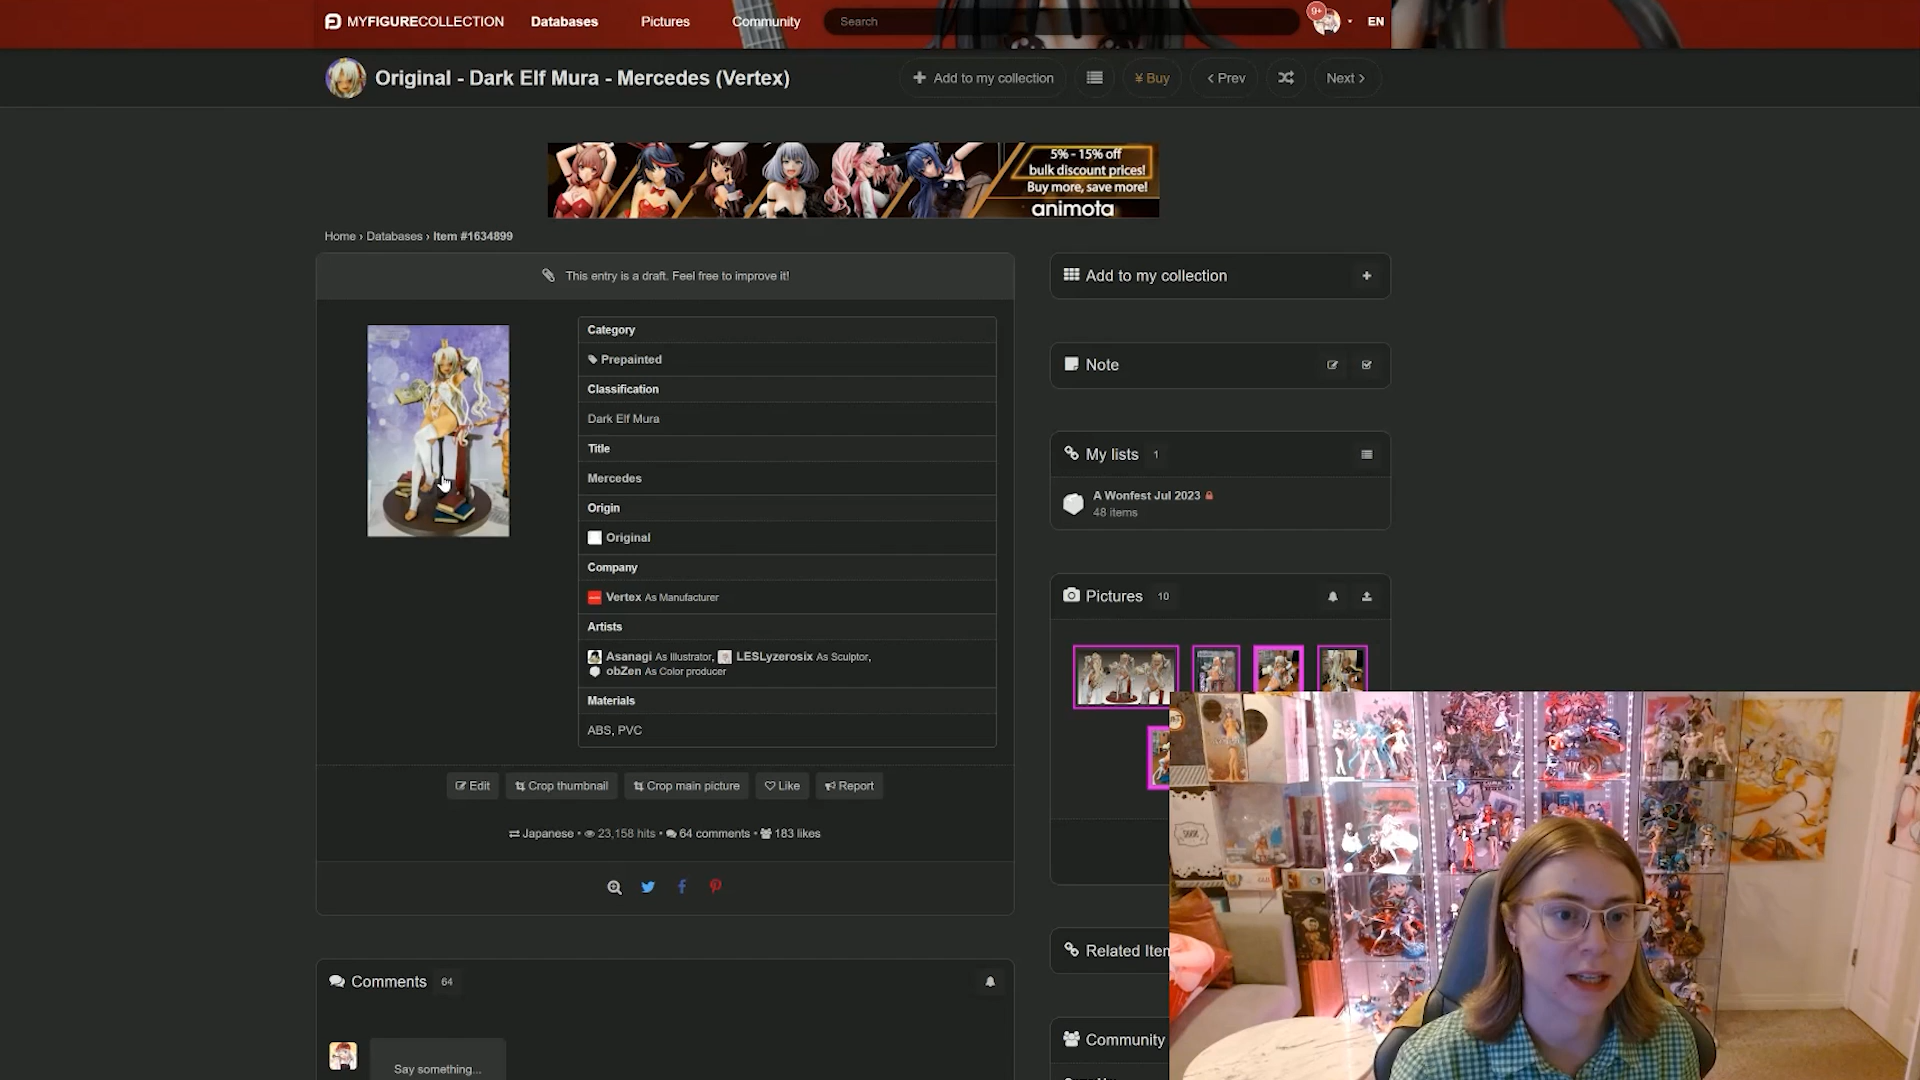 MYFIGURECOLLECTION Databases Pictures Community Search 9+ EN
Original - Dark Elf Mura - Mercedes (Vertex) Add to my collection ¥ Buy Prev Next
5% - 15% off
bulk discount prices!
Buy more, save more!
animota
Home › Databases › Item #1634899
This entry is a draft. Feel free to improve it!
Category
Prepainted
Classification
Dark Elf Mura
Title
Mercedes
Origin
Original
Company
Vertex As Manufacturer
Artists
Asanagi As Illustrator, LESLyzerosix As Sculptor,
obZen As Color producer
Materials
ABS, PVC
Edit Crop thumbnail Crop main picture Like Report
Japanese • 23,158 hits • 64 comments • 183 likes
Comments 64
Say something...
Add to my collection +
Note
My lists 1
A Wonfest Jul 2023
48 items
Pictures 10
Related Iten
Community